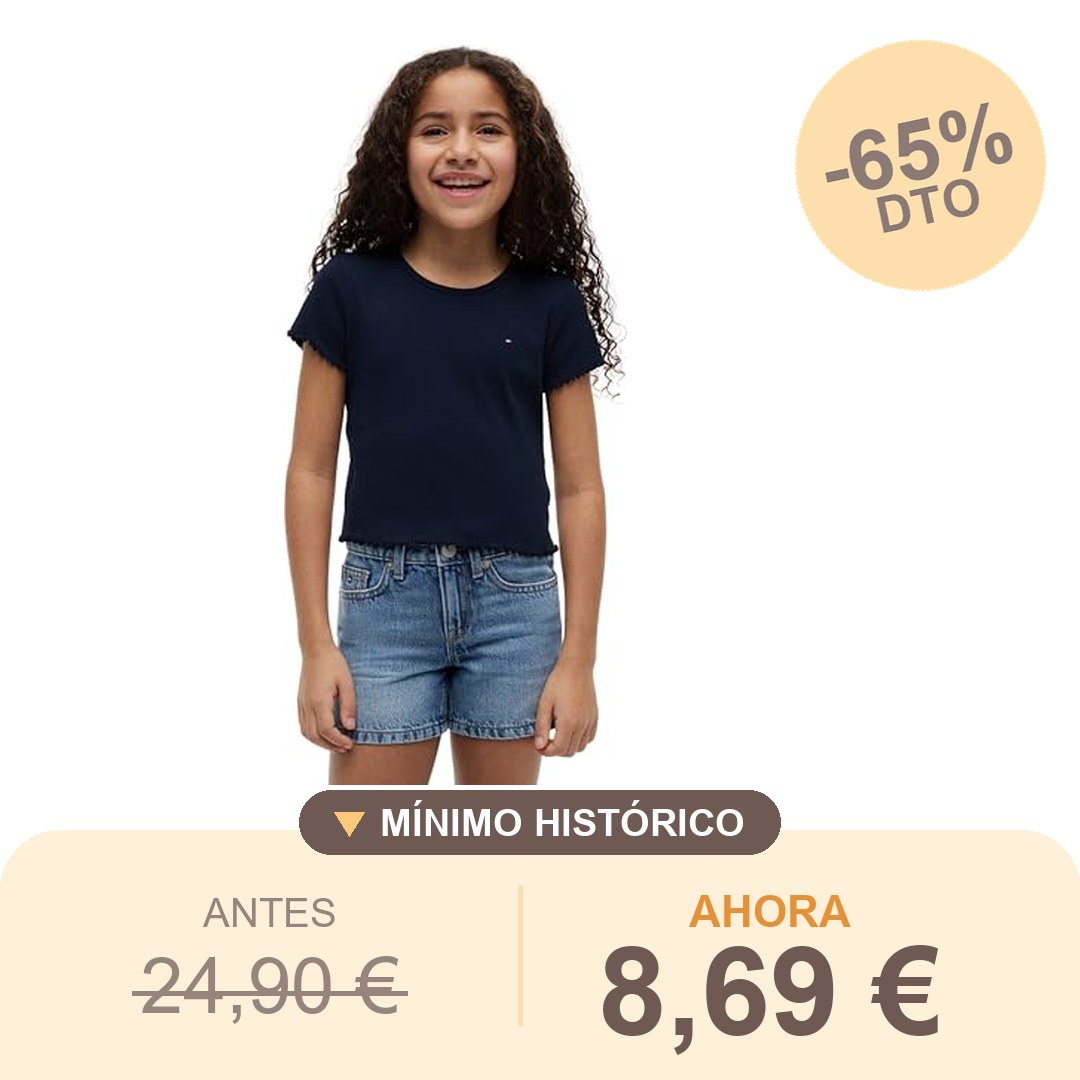 -65%
DTO
MÍNIMO HISTÓRICO
ANTES
24,90 €
AHORA
8,69 €